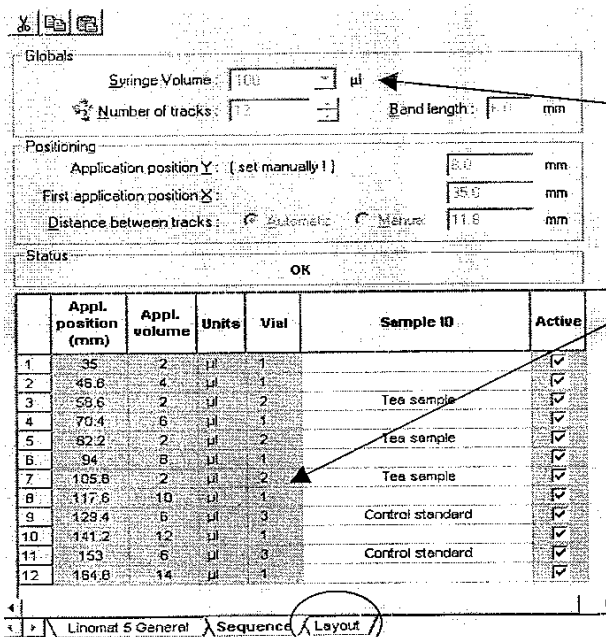 Globals
Syringe Volume : 100 µl
Number of tracks : 12 Band length : mm
Positioning
Application position Y : ( set manually ! ) 8.0 mm
First application position X : 35.0 mm
Distance between tracks : Automatic Manual 11.8 mm
Status
OK
Appl. position (mm) Appl. volume Units Vial Sample ID Active
1 35 2 µl 1
2 46.8 4 µl 1
3 58.6 2 µl 2 Tea sample
4 70.4 6 µl 1
5 82.2 2 µl 2 Tea sample
6 94 8 µl 1
7 105.8 2 µl 2 Tea sample
8 117.6 10 µl 1
9 129.4 6 µl 3 Control standard
10 141.2 12 µl 1
11 153 6 µl 3 Control standard
12 164.8 14 µl 1
Linomat 5 General Sequence Layout